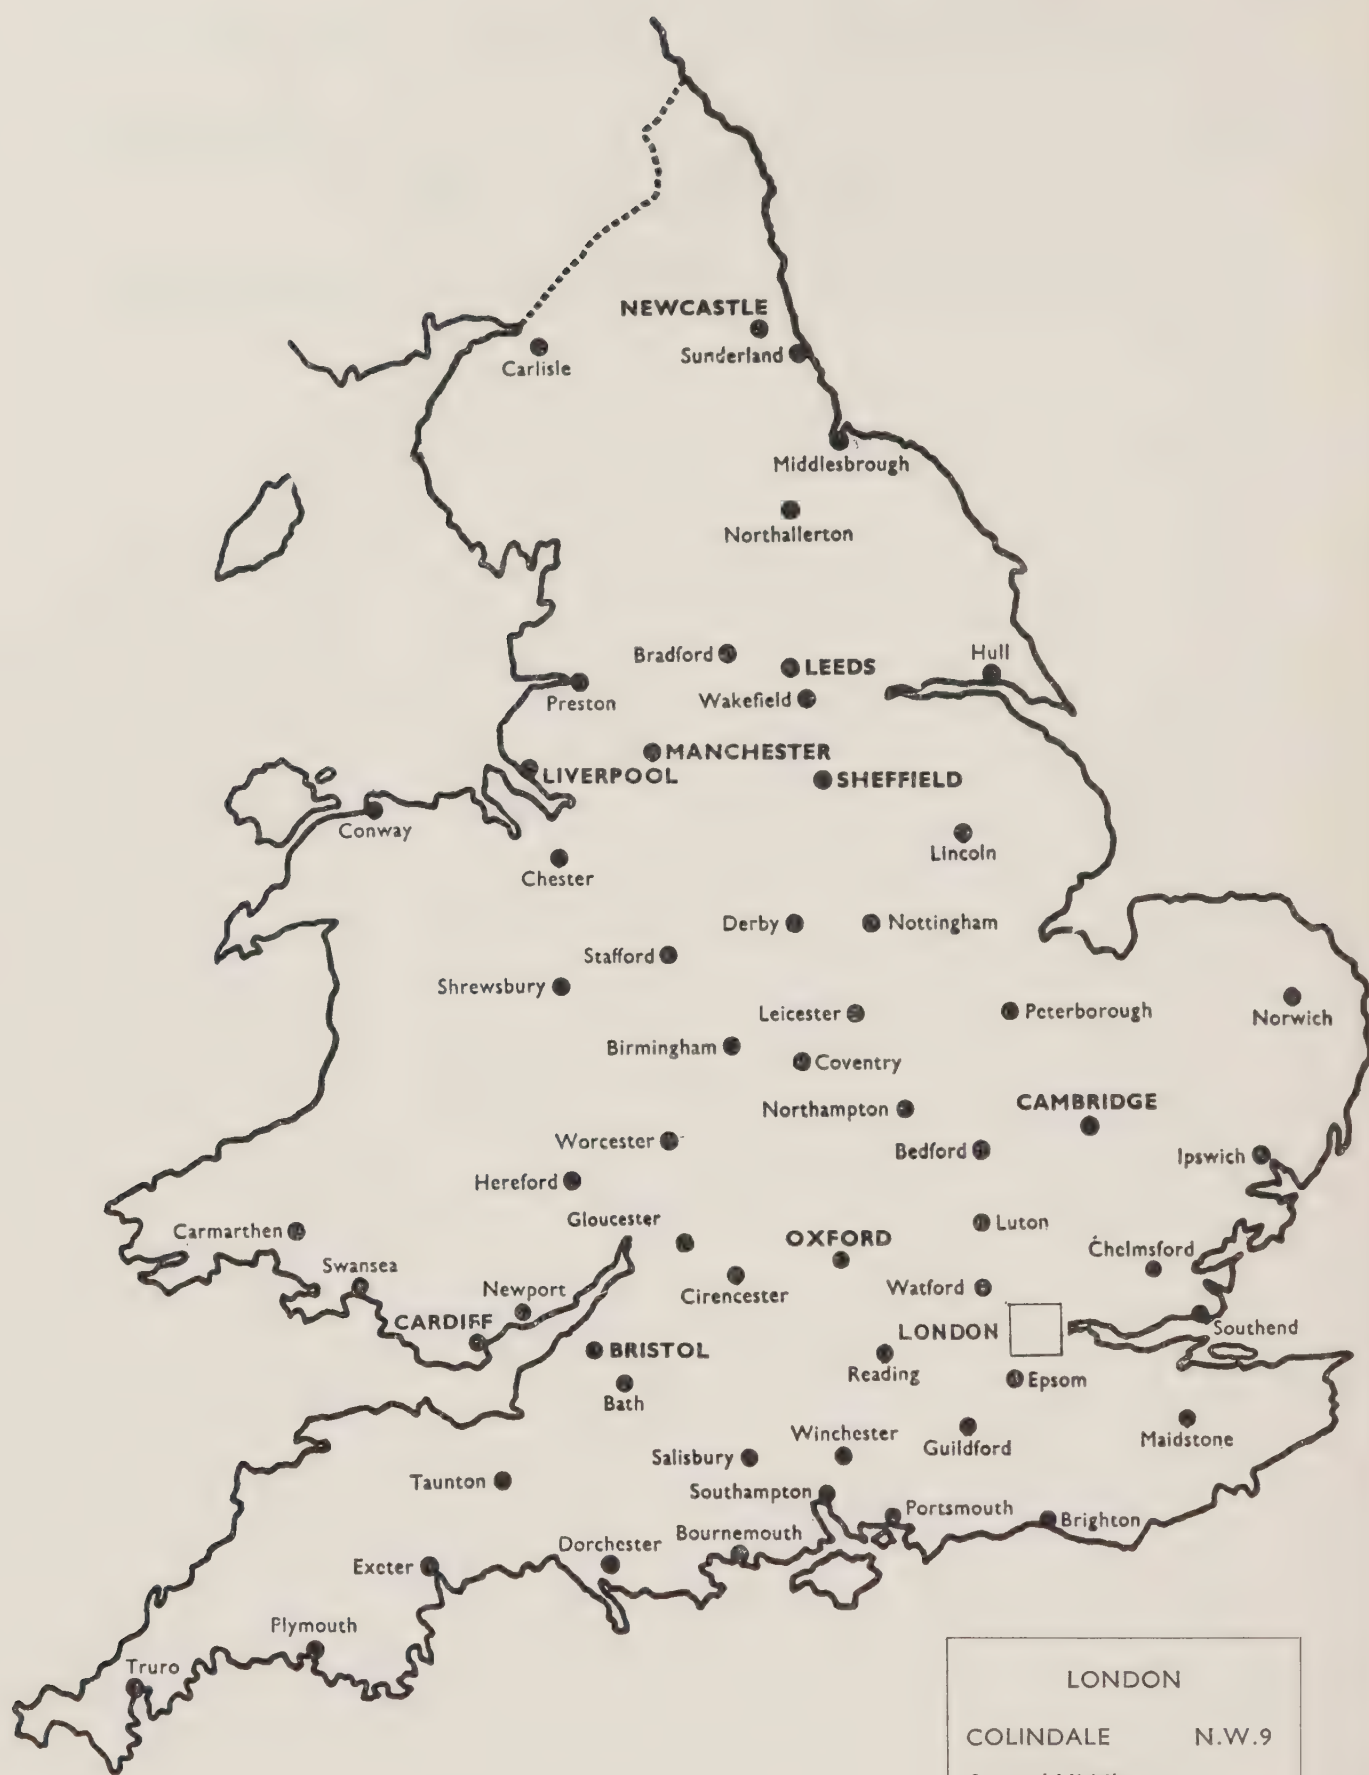 NEWCASTLE
Sunderland
Carlisle
Middlesbrough
Northallerton
Bradford
LEEDS
Hull
Preston
Wakefield
MANCHESTER
LIVERPOOL
SHEFFIELD
Conway
Lincoln
Chester
Derby
Nottingham
Stafford
Shrewsbury
Leicester
Peterborough
Norwich
Birmingham
Coventry
Northampton
CAMBRIDGE
Worcester
Bedford
Ipswich
Hereford
Gloucester
Carmarthen
Luton
OXFORD
Chelmsford
Swansea
Newport
Cirencester
Watford
CARDIFF
LONDON
Southend
BRISTOL
Reading
Epsom
Bath
Winchester
Guildford
Maidstone
Salisbury
Taunton
Southampton
Portsmouth
Brighton
Bournemouth
Dorchester
Exeter
Plymouth
Truro
LONDON
COLINDALE N.W.9